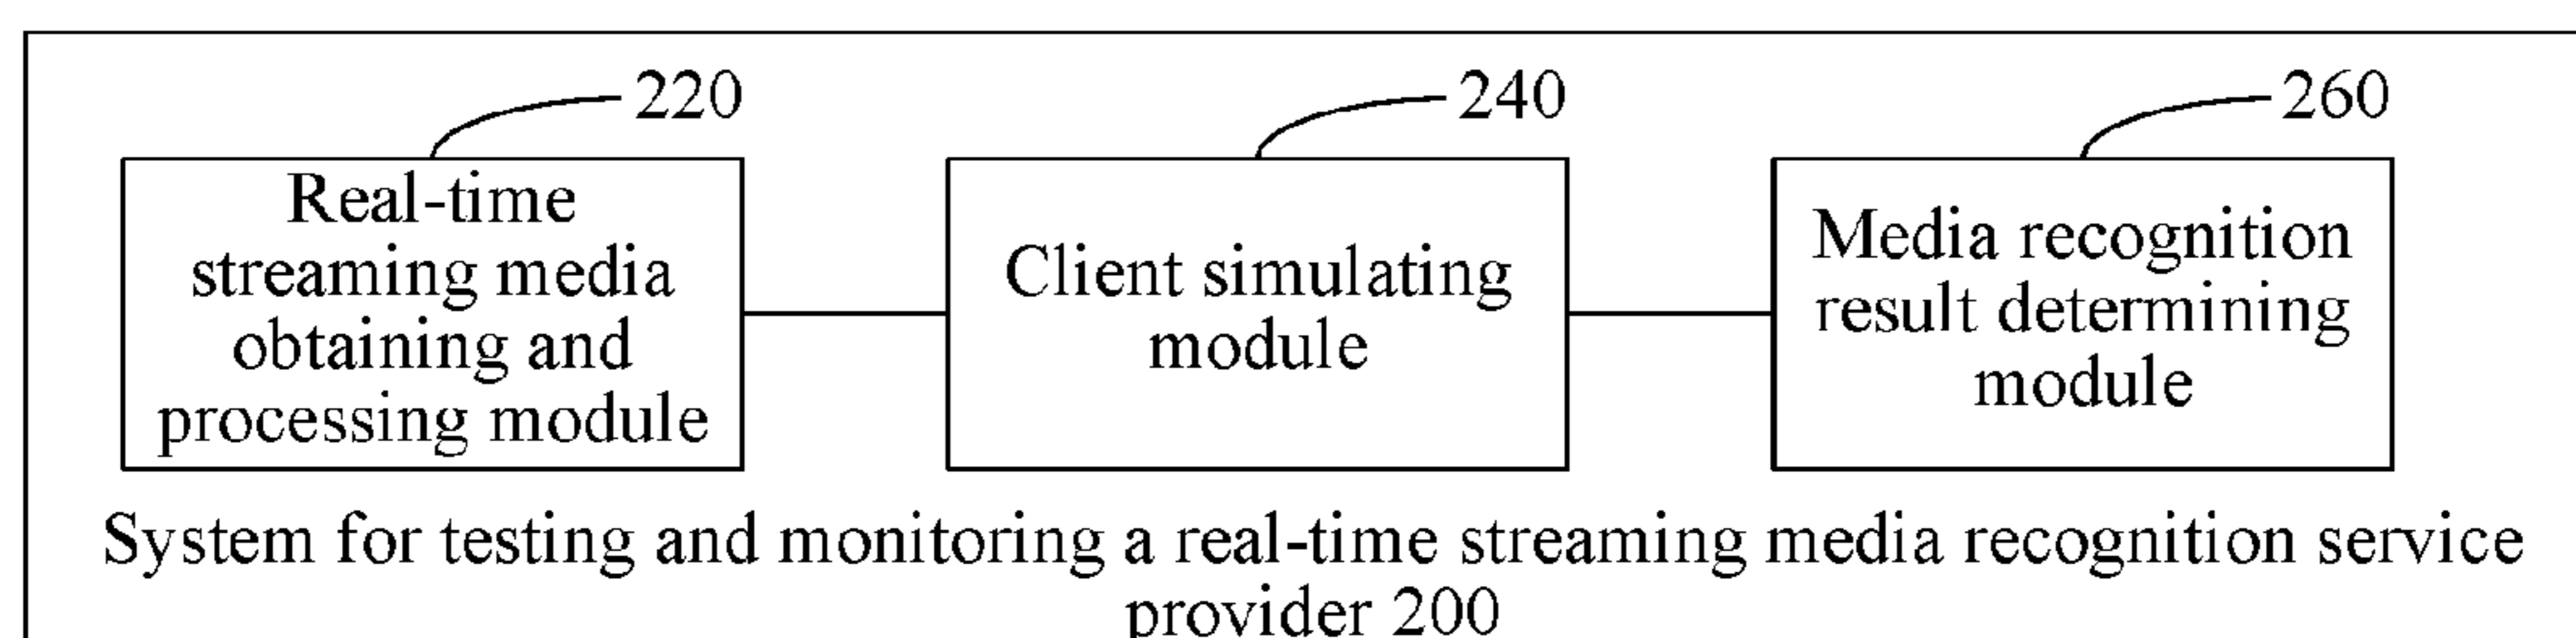 220
240
260
Real-time
streaming media
obtaining and
processing module
Client simulating
module
Media recognition
result determining
module
System for testing and monitoring a real-time streaming media recognition service
provider 200